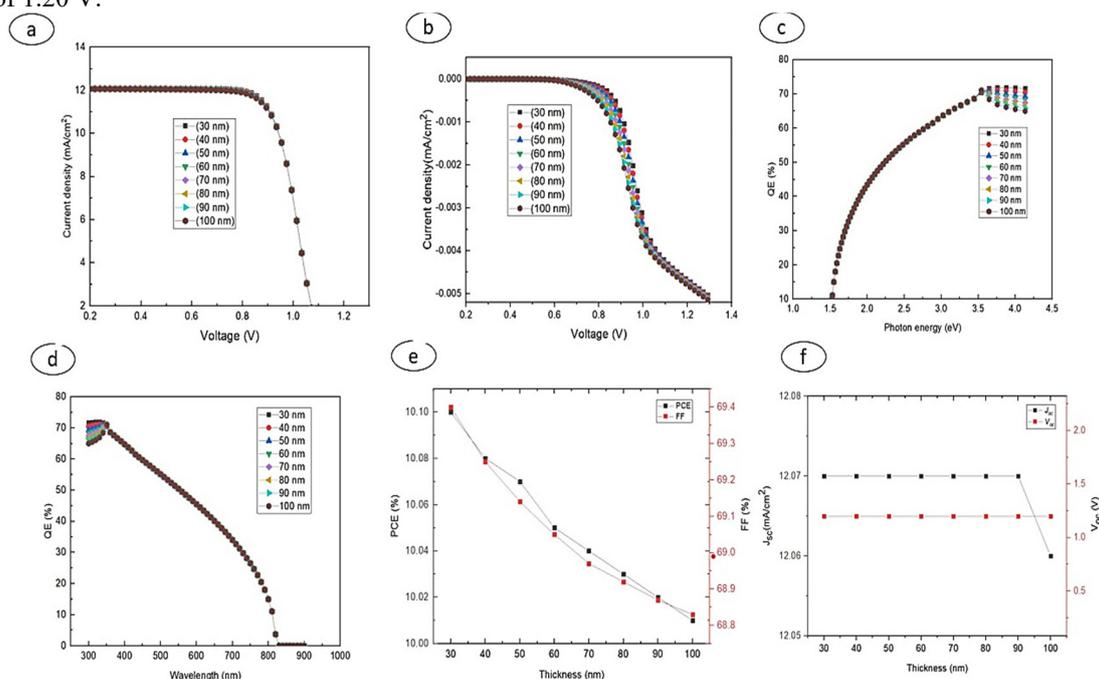 of 1.20 V.
a
14
12
10
8
6
4
2
Current density (mA/cm²)
(30 nm)
(40 nm)
(50 nm)
(60 nm)
(70 nm)
(80 nm)
(90 nm)
(100 nm)
0.2 0.4 0.6 0.8 1.0 1.2
Voltage (V)
b
0.000
-0.001
-0.002
-0.003
-0.004
-0.005
Current density(mA/cm²)
(30 nm)
(40 nm)
(50 nm)
(60 nm)
(70 nm)
(80 nm)
(90 nm)
(100 nm)
0.2 0.4 0.6 0.8 1.0 1.2 1.4
Voltage (V)
c
80
70
60
50
40
30
20
10
QE (%)
30 nm
40 nm
50 nm
60 nm
70 nm
80 nm
90 nm
100 nm
1.0 1.5 2.0 2.5 3.0 3.5 4.0 4.5
Photon energy (eV)
d
80
70
60
50
40
30
20
10
0
QE (%)
30 nm
40 nm
50 nm
60 nm
70 nm
80 nm
90 nm
100 nm
300 400 500 600 700 800 900 1000
Wavelength (nm)
e
10.10
10.08
10.06
10.04
10.02
10.00
PCE (%)
PCE
FF
69.4
69.3
69.2
69.1
69.0
68.9
68.8
FF (%)
30 40 50 60 70 80 90 100
Thickness (nm)
f
12.08
12.07
12.06
12.05
Jsc(mA/cm²)
Jsc
Voc
2.0
1.5
1.0
0.5
Voc (V)
30 40 50 60 70 80 90 100
Thickness (nm)